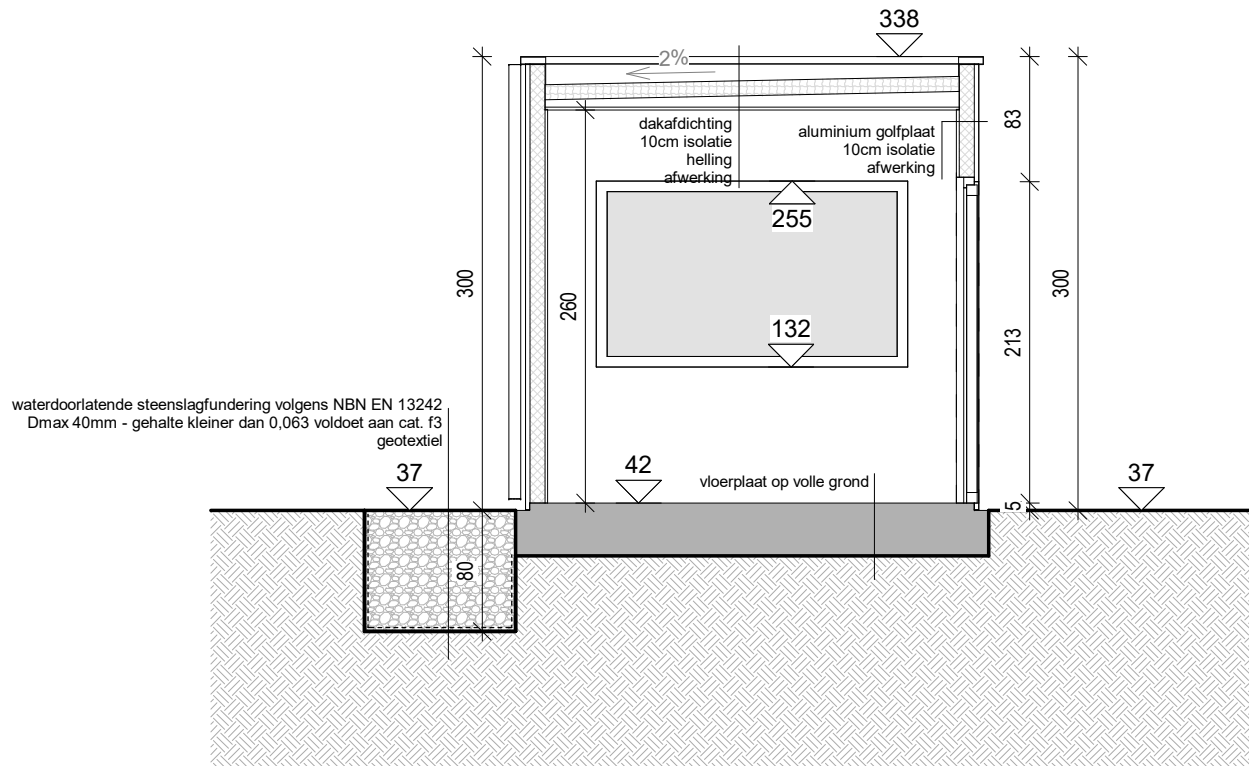 338
2%
dakafdichting
10cm isolatie
helling
afwerking
aluminium golfplaat
10cm isolatie
afwerking
83
255
300
260
300
132
213
waterdoorlatende steenslagfundering volgens NBN EN 13242
Dmax 40mm - gehalte kleiner dan 0,063 voldoet aan cat. f3
geotextiel
37
42
vloerplaat op volle grond
37
5
80